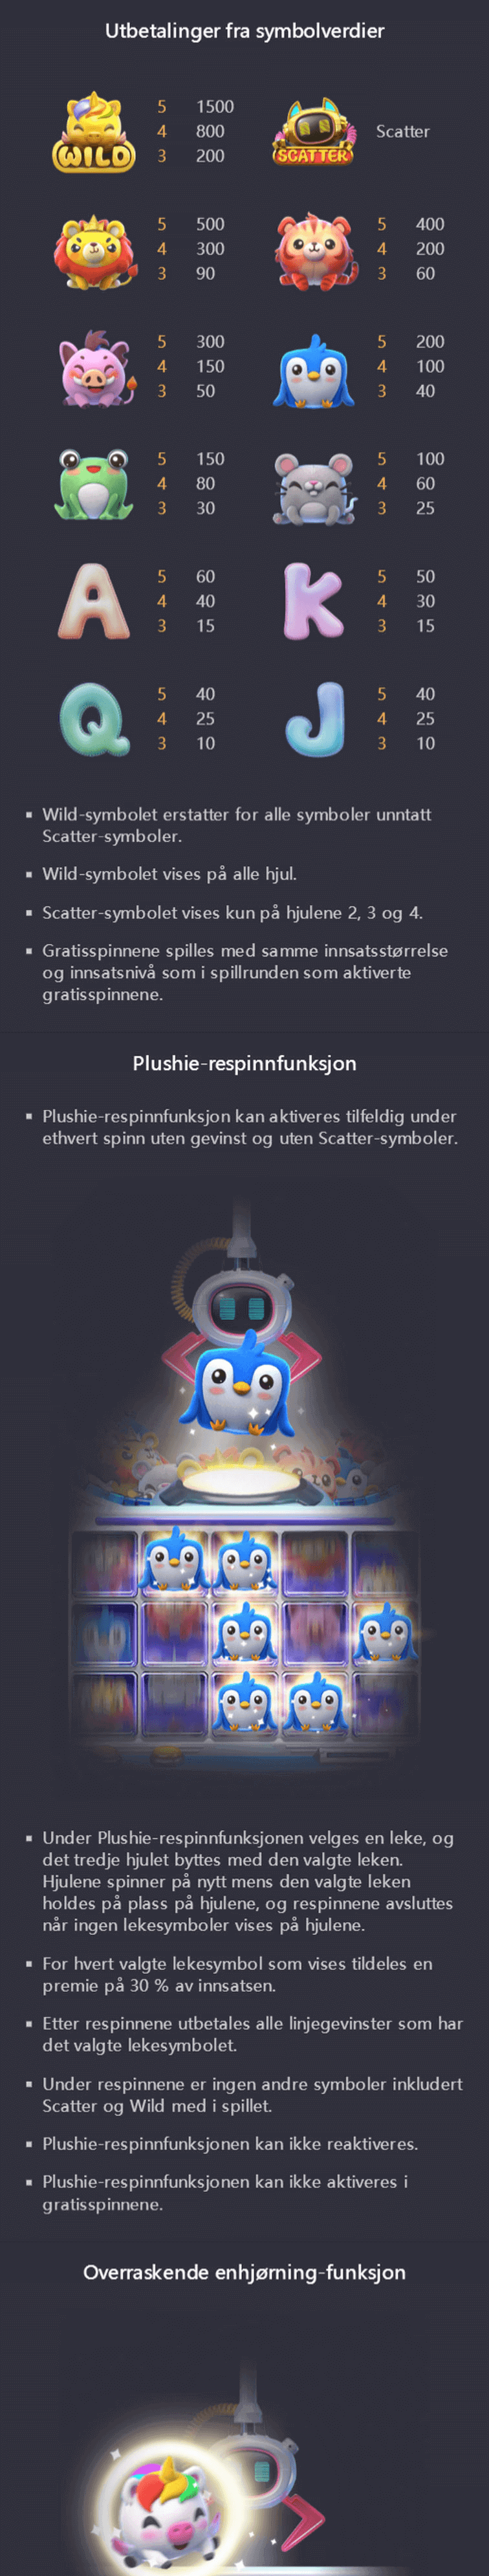 Utbetalinger fra symbolverdier
5 1500
4 800
3 200
WILD
SCATTER
Scatter
5 500
4 300
3 90
5 400
4 200
3 60
5 300
4 150
3 50
5 200
4 100
3 40
5 150
4 80
3 30
5 100
4 60
3 25
A
5 60
4 40
3 15
K
5 50
4 30
3 15
Q
5 40
4 25
3 10
J
5 40
4 25
3 10
▪ Wild-symbolet erstatter for alle symboler unntatt
Scatter-symboler.
▪ Wild-symbolet vises på alle hjul.
▪ Scatter-symbolet vises kun på hjulene 2, 3 og 4.
▪ Gratisspinnene spilles med samme innsatsstørrelse
og innsatsnivå som i spillrunden som aktiverte
gratisspinnene.
Plushie-respinnfunksjon
▪ Plushie-respinnfunksjon kan aktiveres tilfeldig under
ethvert spinn uten gevinst og uten Scatter-symboler.
▪ Under Plushie-respinnfunksjonen velges en leke, og
det tredje hjulet byttes med den valgte leken.
Hjulene spinner på nytt mens den valgte leken
holdes på plass på hjulene, og respinnene avsluttes
når ingen lekesymboler vises på hjulene.
▪ For hvert valgte lekesymbol som vises tildeles en
premie på 30 % av innsatsen.
▪ Etter respinnene utbetales alle linjegevinster som har
det valgte lekesymbolet.
▪ Under respinnene er ingen andre symboler inkludert
Scatter og Wild med i spillet.
▪ Plushie-respinnfunksjonen kan ikke reaktiveres.
▪ Plushie-respinnfunksjonen kan ikke aktiveres i
gratisspinnene.
Overraskende enhjørning-funksjon